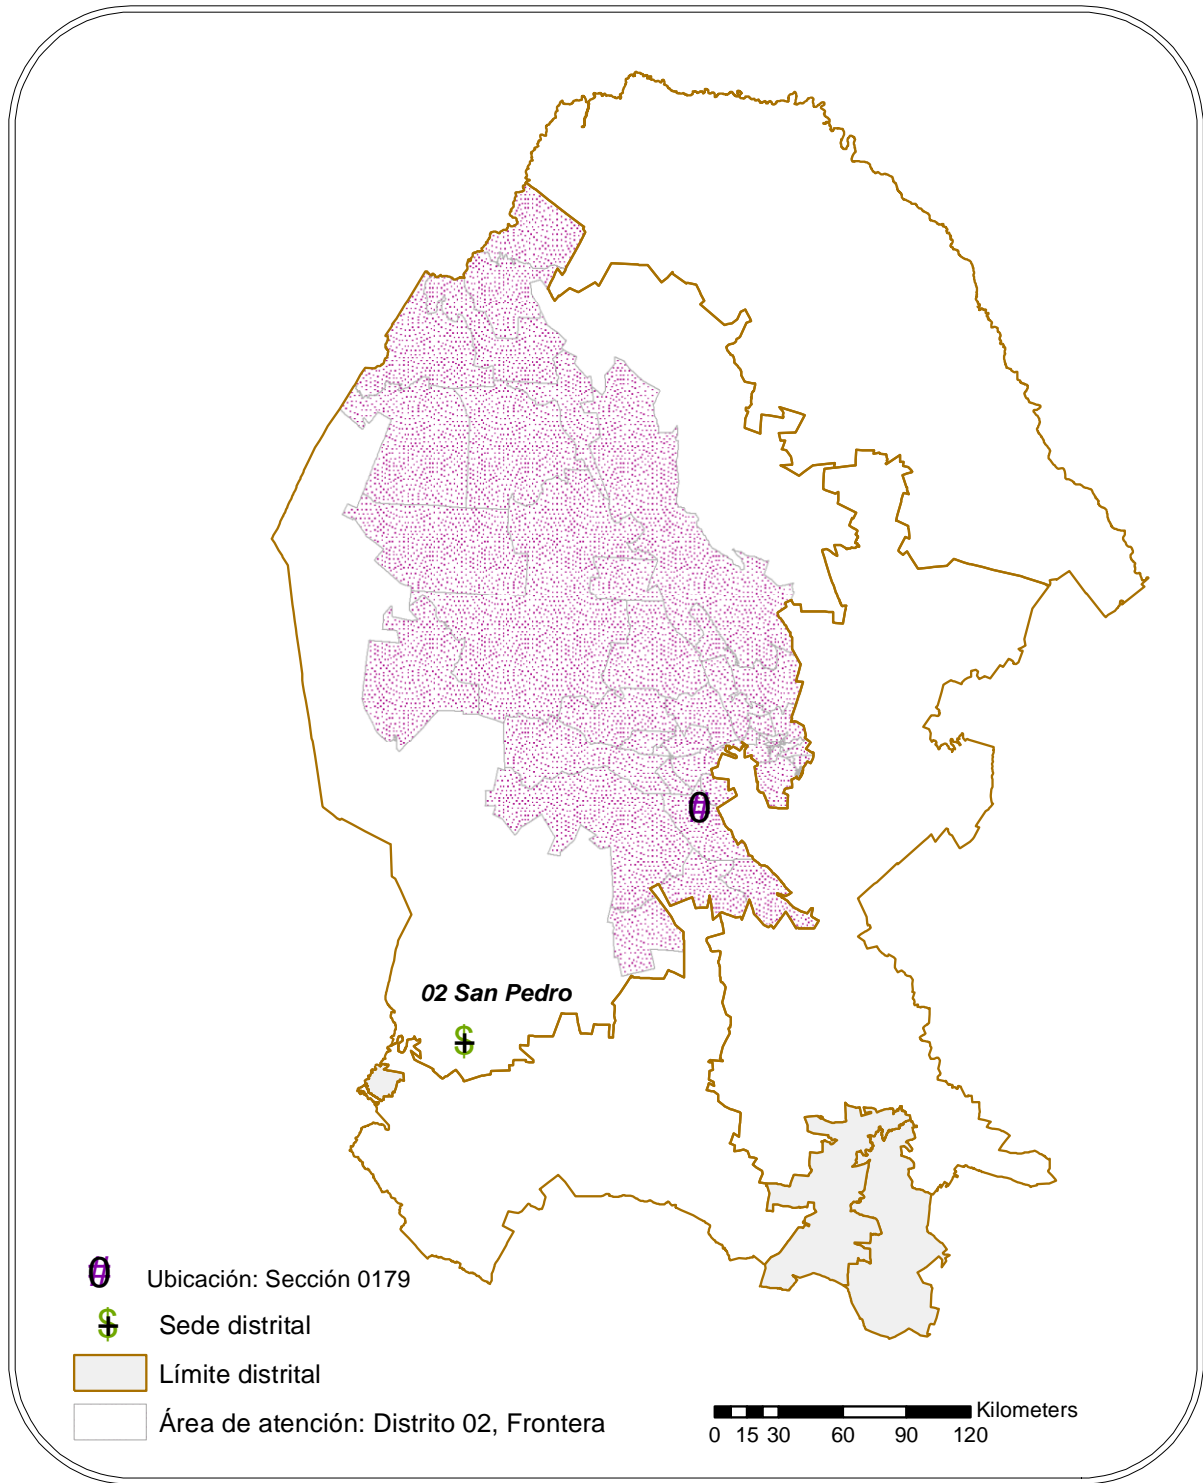 02 San Pedro
Ubicación: Sección 0179
Sede distrital
Límite distrital
Área de atención: Distrito 02, Frontera
Kilometers
0 15 30 60 90 120